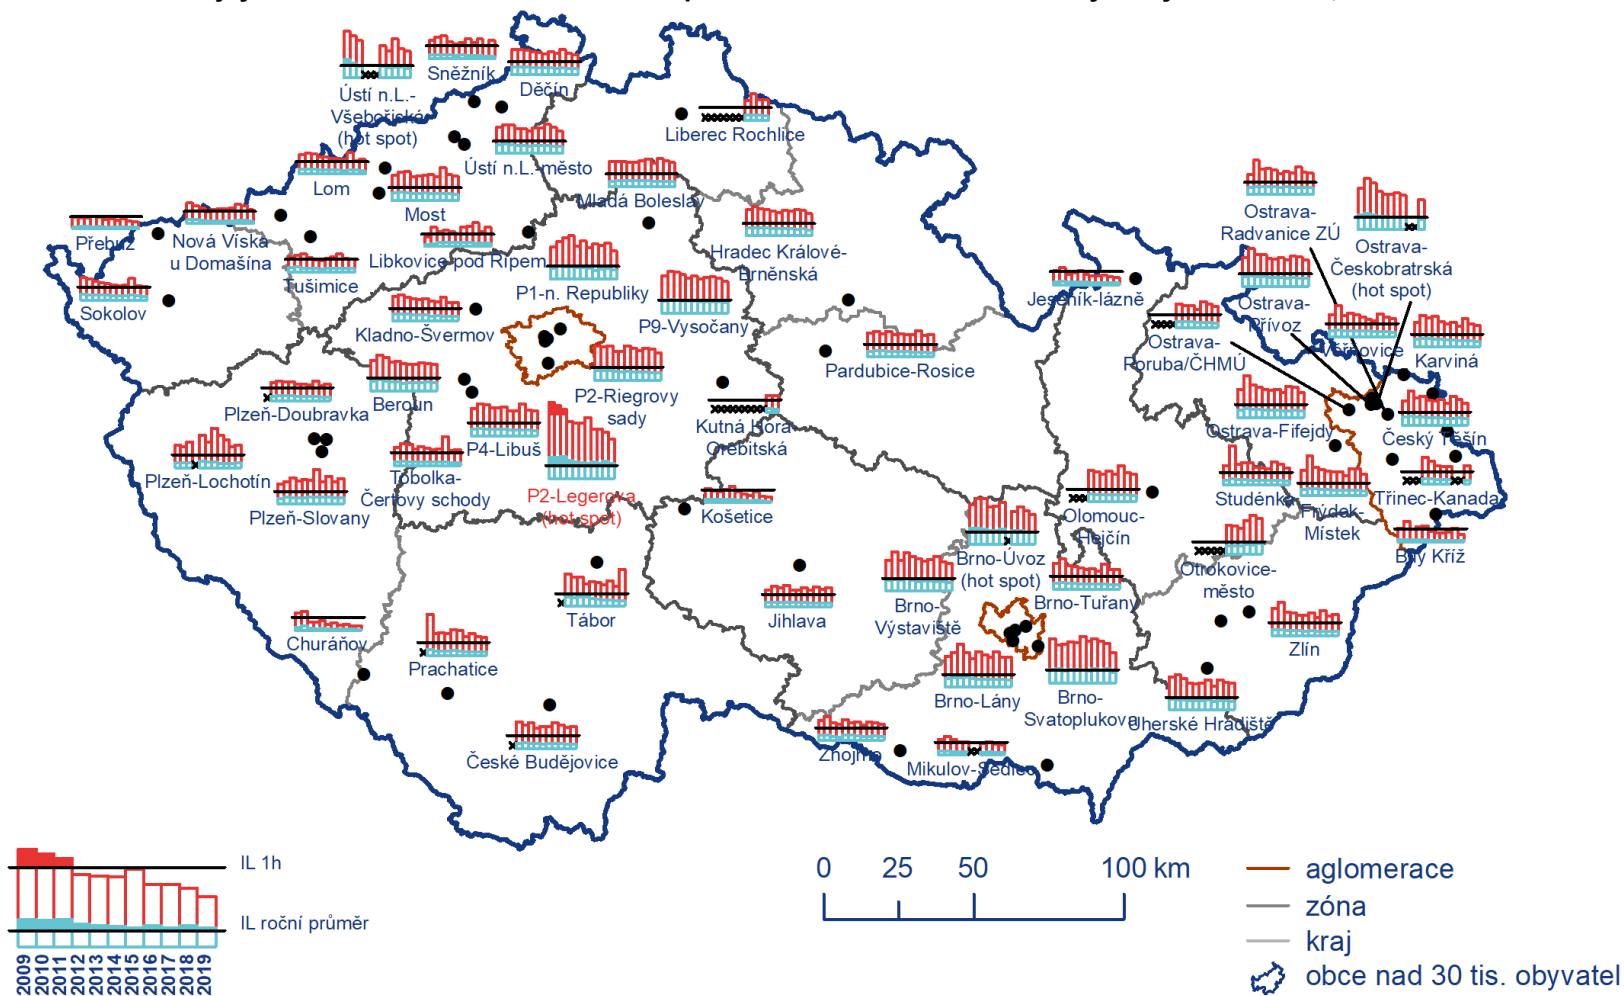 Sněžník
Děčín
Ústí n.L.-
Všebořická
(hot spot)
Liberec Rochlice
Ústí n.L.-město
Lom
Most
Mladá Boleslav
Přebuz
Nová Víska
u Domašína
Libkovice pod Řípem
Hradec Králové-
Brněnská
Tušimice
Sokolov
P1-n. Republiky
P9-Vysočany
Kladno-Švermov
Jeseník-lázně
Ostrava-
Radvanice ZÚ
Ostrava-
Českobratrská
(hot spot)
Ostrava-
Přívoz
Ostrava-
Poruba/ČHMÚ
Věřňovice
Karviná
Pardubice-Rosice
P2-Riegrovy
sady
Beroun
Plzeň-Doubravka
P4-Libuš
Kutná Hora-
Orebitská
Ostrava-Fifejdy
Český Těšín
Plzeň-Lochotín
Tobolka-
Čertovy schody
Plzeň-Slovany
P2-Legerova
(hot spot)
Košetice
Studénka
Frýdek-
Místek
Třinec-Kanada
Olomouc-
Hejčín
Bílý Kříž
Brno-Úvoz
(hot spot)
Otrokovice-
město
Brno-
Výstaviště
Brno-Tuřany
Tábor
Jihlava
Churáňov
Prachatice
Zlín
Brno-Lány
Brno-
Svatoplukova
Uherské Hradiště
České Budějovice
Znojmo
Mikulov-Sedlec
IL 1h
IL roční průměr
2009
2010
2011
2012
2013
2014
2015
2016
2017
2018
2019
0 25 50 100 km
aglomerace
zóna
kraj
obce nad 30 tis. obyvatel